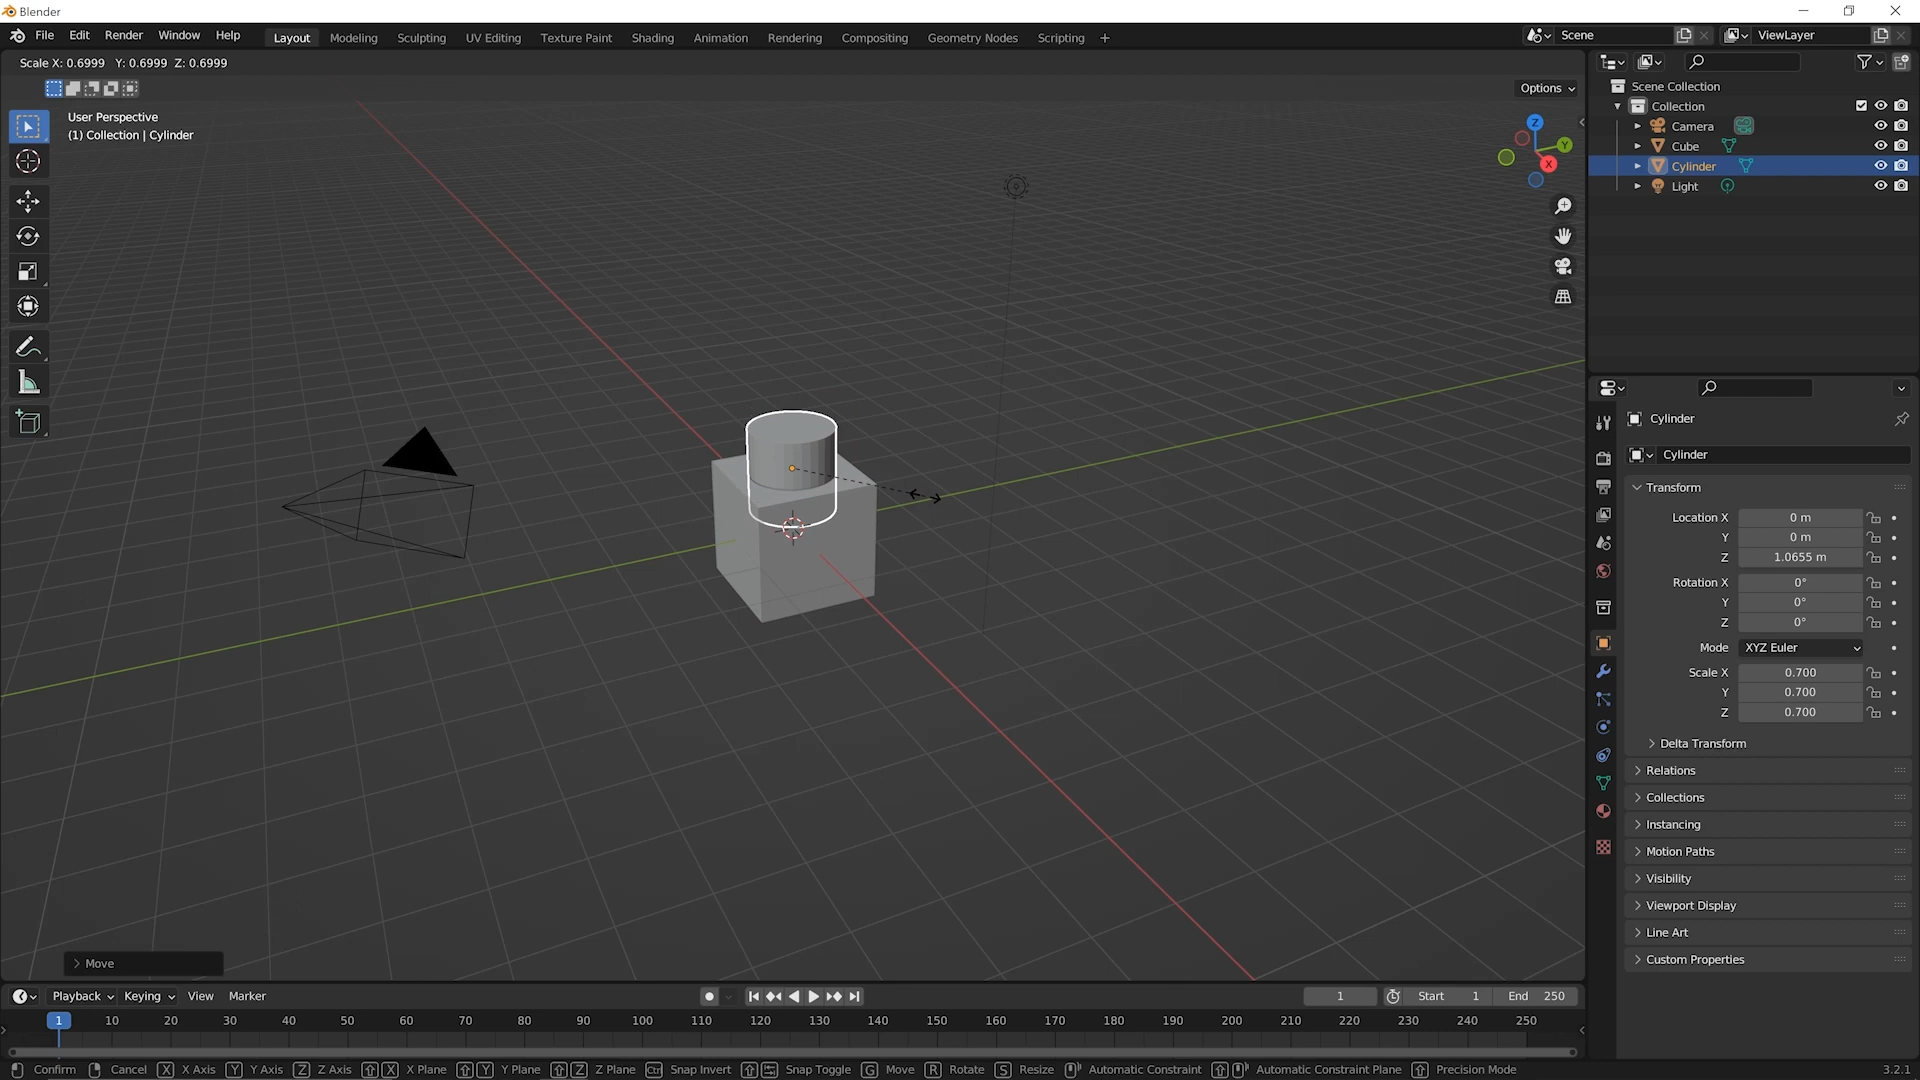 Blender
File Edit Render Window Help Layout Modeling Sculpting UV Editing Texture Paint Shading Animation Rendering Compositing Geometry Nodes Scripting +
Scene
ViewLayer
Scale X: 0.6999 Y: 0.6999 Z: 0.6999
Options
User Perspective
(1) Collection | Cylinder
Z
Y
X
Scene Collection
Collection
Camera
Cube
Cylinder
Light
Cylinder
Cylinder
Transform
Location X 0 m
Y 0 m
Z 1.0655 m
Rotation X 0°
Y 0°
Z 0°
Mode XYZ Euler
Scale X 0.700
Y 0.700
Z 0.700
Delta Transform
Relations
Collections
Instancing
Motion Paths
Visibility
Viewport Display
Line Art
Custom Properties
Move
Playback Keying View Marker
1 Start 1 End 250
1 10 20 30 40 50 60 70 80 90 100 110 120 130 140 150 160 170 180 190 200 210 220 230 240 250
Confirm Cancel X X Axis Y Y Axis Z Z Axis X X Plane Y Y Plane Z Z Plane Ctrl Snap Invert Snap Toggle G Move R Rotate S Resize Automatic Constraint Automatic Constraint Plane Precision Mode 3.2.1